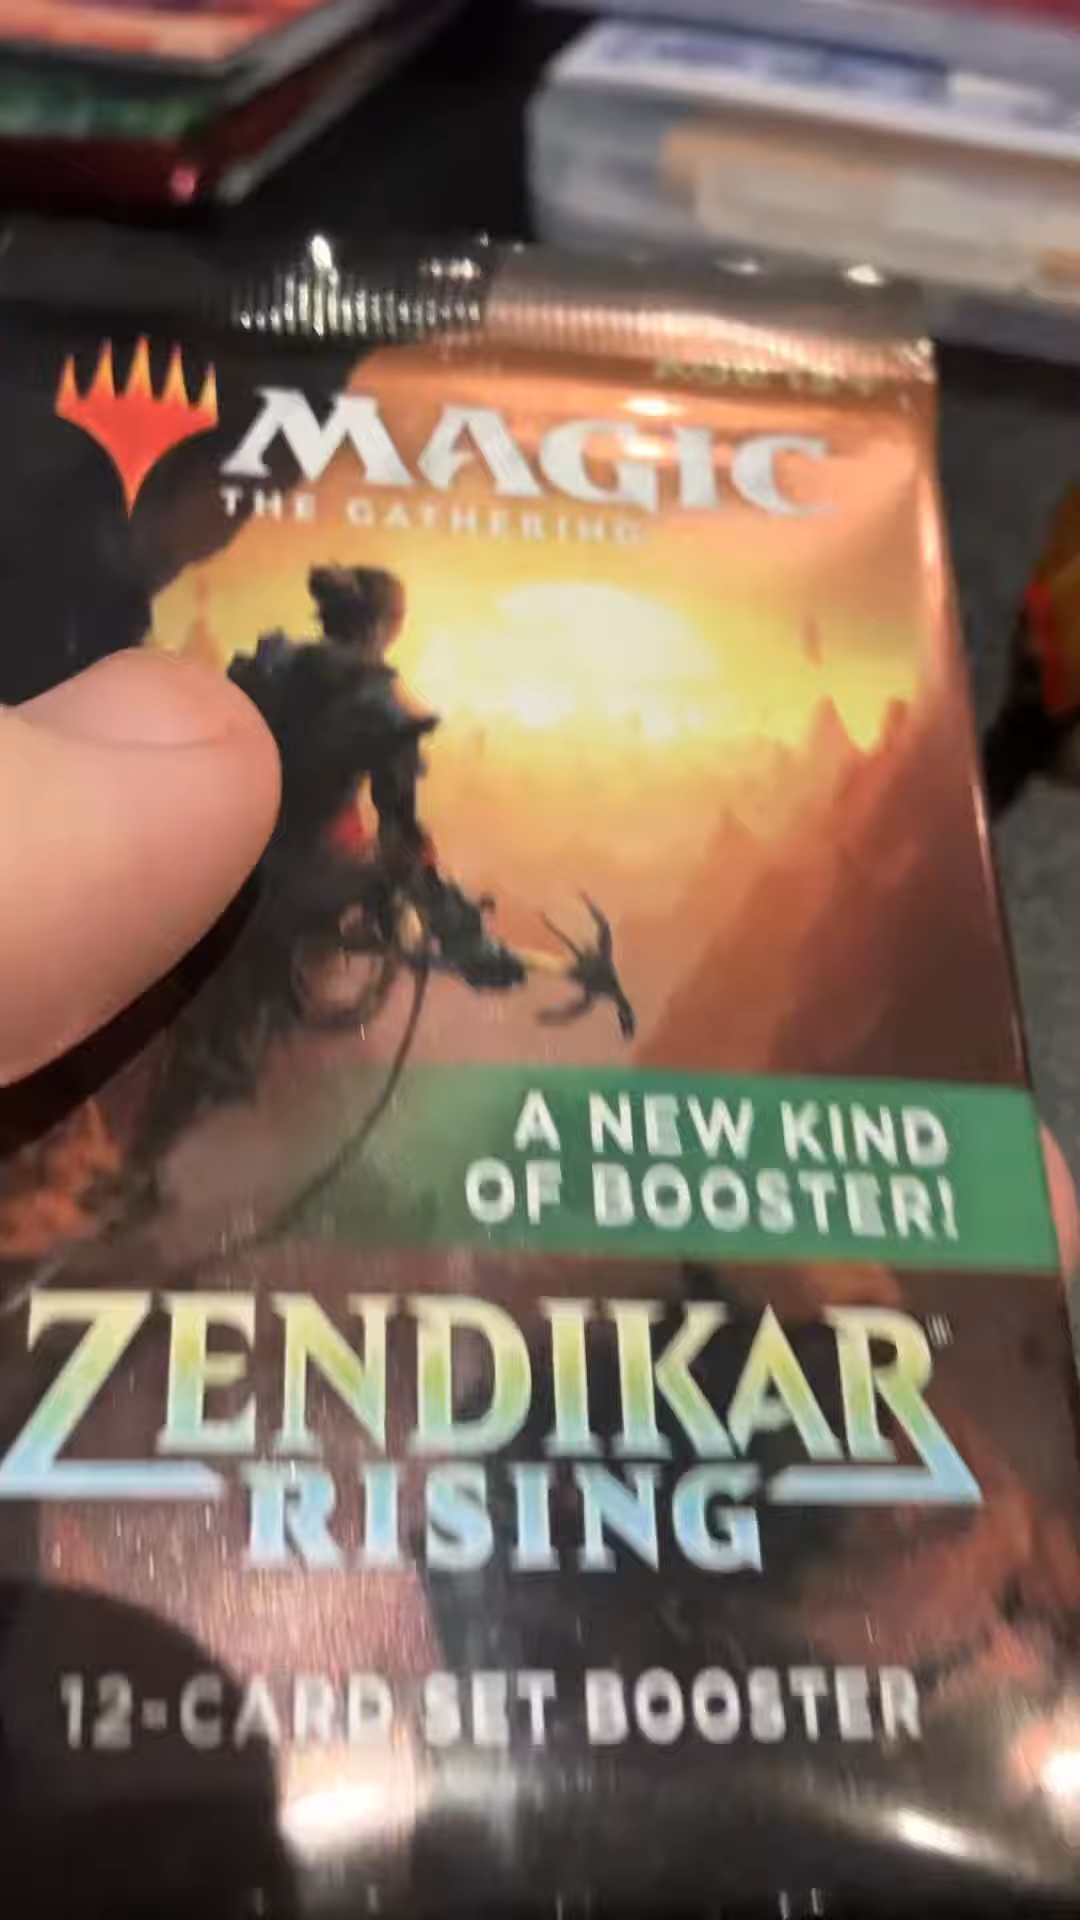 MAGIC
THE GATHERING
A NEW KIND
OF BOOSTER!
ZENDIKAR
RISING
12-CARD SET BOOSTER